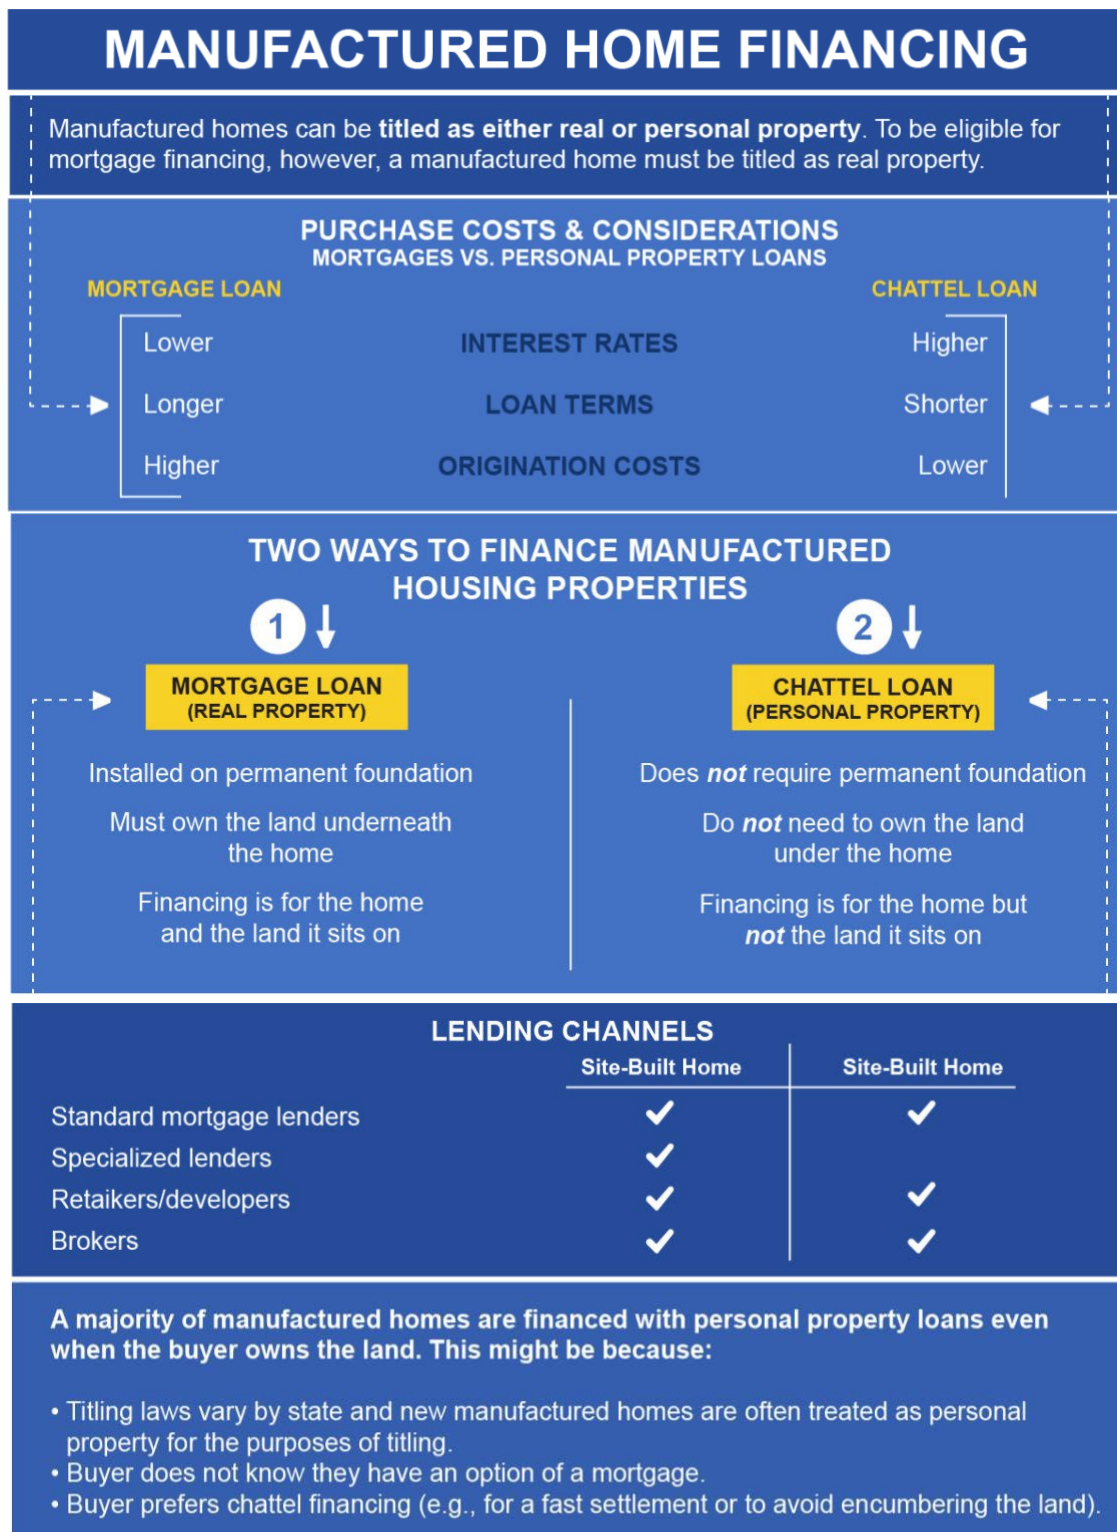 MANUFACTURED HOME FINANCING
Manufactured homes can be titled as either real or personal property. To be eligible for
mortgage financing, however, a manufactured home must be titled as real property.
PURCHASE COSTS & CONSIDERATIONS
MORTGAGES VS. PERSONAL PROPERTY LOANS
MORTGAGE LOAN
CHATTEL LOAN
Lower INTEREST RATES Higher
Longer LOAN TERMS Shorter
Higher ORIGINATION COSTS Lower
TWO WAYS TO FINANCE MANUFACTURED
HOUSING PROPERTIES
1
MORTGAGE LOAN
(REAL PROPERTY)
Installed on permanent foundation
Must own the land underneath
the home
Financing is for the home
and the land it sits on
2
CHATTEL LOAN
(PERSONAL PROPERTY)
Does not require permanent foundation
Do not need to own the land
under the home
Financing is for the home but
not the land it sits on
LENDING CHANNELS
Site-Built Home Site-Built Home
Standard mortgage lenders
Specialized lenders
Retaikers/developers
Brokers
A majority of manufactured homes are financed with personal property loans even
when the buyer owns the land. This might be because:
• Titling laws vary by state and new manufactured homes are often treated as personal
property for the purposes of titling.
• Buyer does not know they have an option of a mortgage.
• Buyer prefers chattel financing (e.g., for a fast settlement or to avoid encumbering the land).